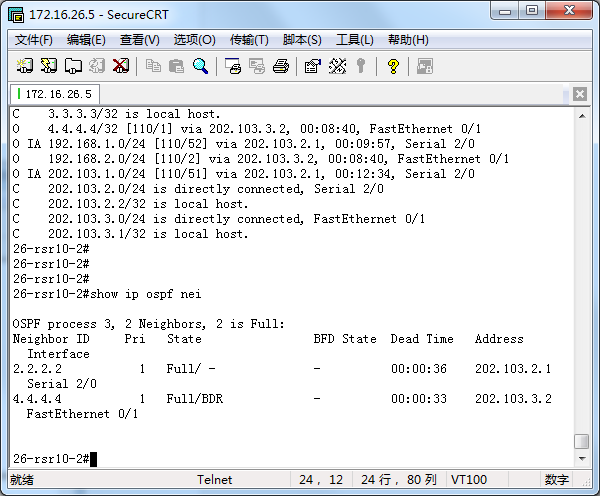 172.16.26.5 - SecureCRT
文件(F) 编辑(E) 查看(V) 选项(O) 传输(T) 脚本(S) 工具(L) 帮助(H)
172.16.26.5
C    3.3.3.3/32 is local host.
O    4.4.4.4/32 [110/1] via 202.103.3.2, 00:08:40, FastEthernet 0/1
O IA 192.168.1.0/24 [110/52] via 202.103.2.1, 00:09:57, Serial 2/0
O    192.168.2.0/24 [110/2] via 202.103.3.2, 00:08:40, FastEthernet 0/1
O IA 202.103.1.0/24 [110/51] via 202.103.2.1, 00:12:34, Serial 2/0
C    202.103.2.0/24 is directly connected, Serial 2/0
C    202.103.2.2/32 is local host.
C    202.103.3.0/24 is directly connected, FastEthernet 0/1
C    202.103.3.1/32 is local host.
26-rsr10-2#
26-rsr10-2#
26-rsr10-2#
26-rsr10-2#show ip ospf nei
OSPF process 3, 2 Neighbors, 2 is Full:
Neighbor ID     Pri   State                BFD State  Dead Time   Address
Interface
2.2.2.2           1   Full/ -              -          00:00:36    202.103.2.1
Serial 2/0
4.4.4.4           1   Full/BDR             -          00:00:33    202.103.3.2
FastEthernet 0/1
26-rsr10-2#
就绪 Telnet 24, 12 24 行, 80 列 VT100 数字